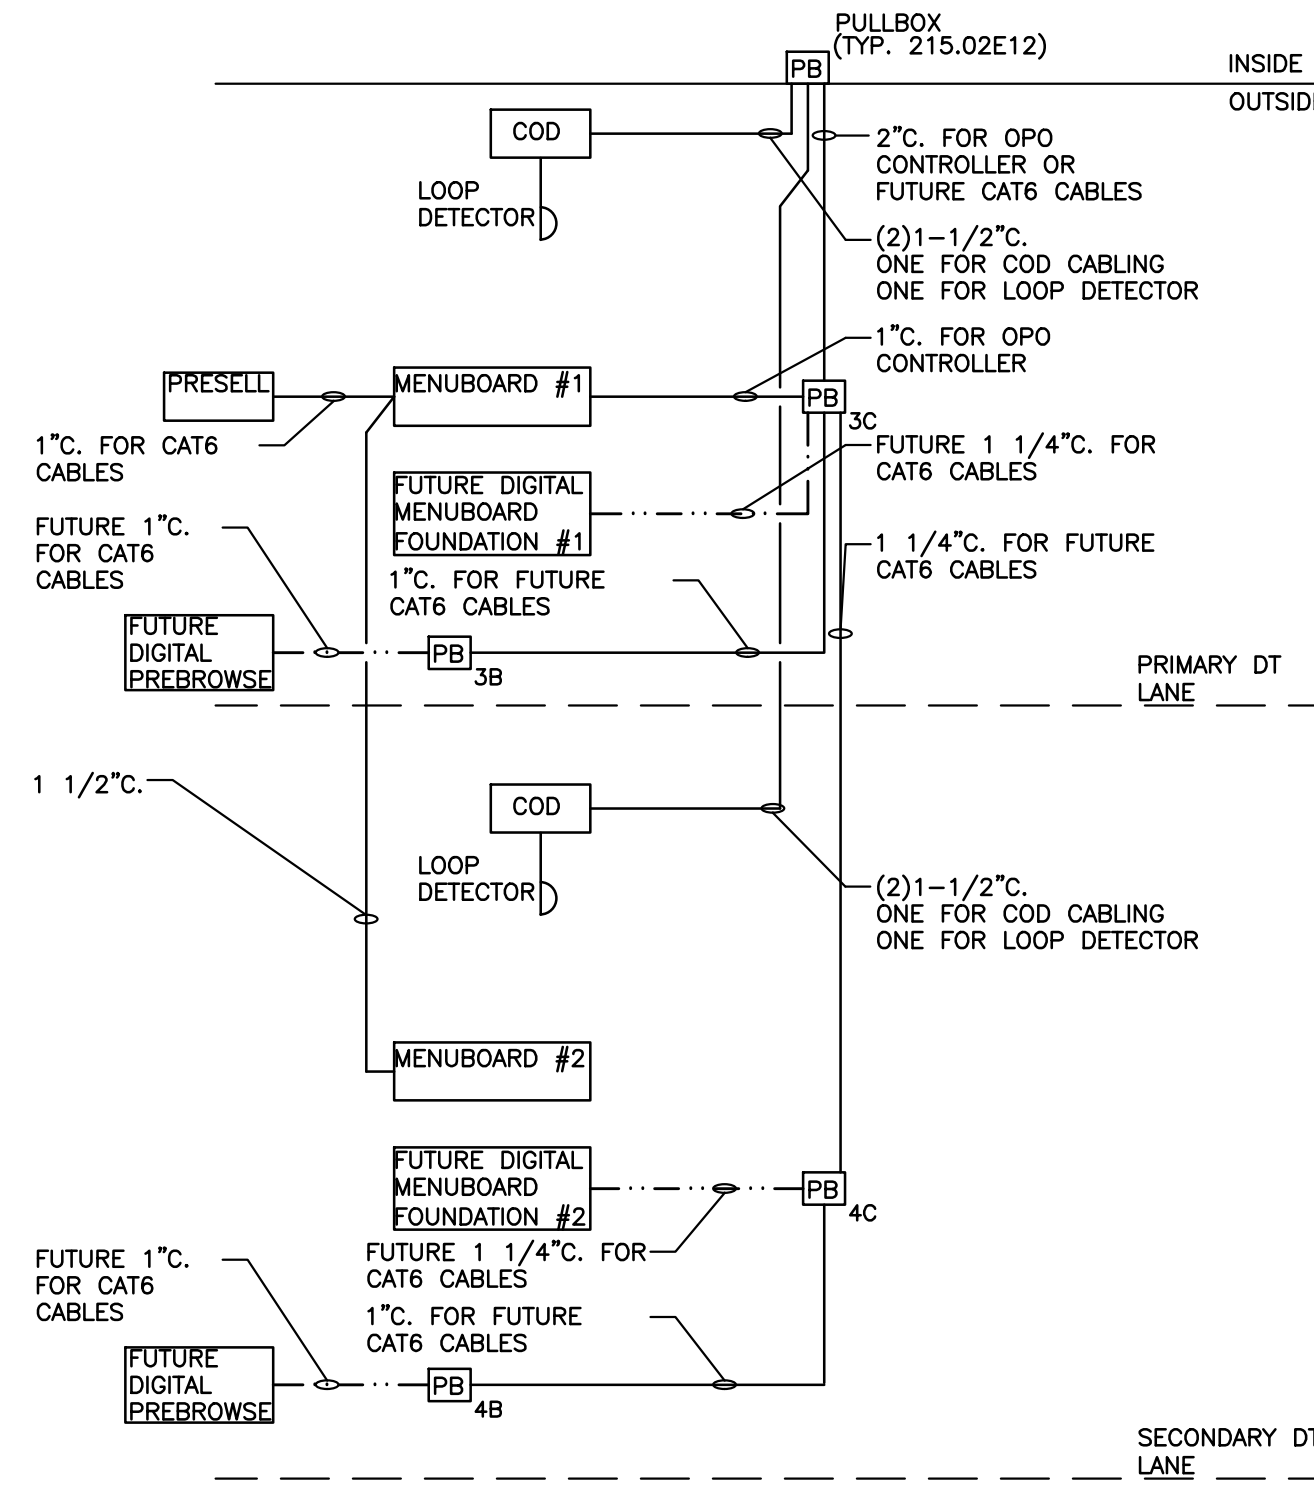 PULLBOX
(TYP. 215.02E12)
PB
INSIDE
OUTSIDE
COD
LOOP
DETECTOR
2"C. FOR OPO
CONTROLLER OR
FUTURE CAT6 CABLES
(2)1-1/2"C.
ONE FOR COD CABLING
ONE FOR LOOP DETECTOR
1"C. FOR OPO
CONTROLLER
PRESELL
MENUBOARD #1
PB
3C
1"C. FOR CAT6
CABLES
FUTURE 1 1/4"C. FOR
CAT6 CABLES
FUTURE DIGITAL
MENUBOARD
FOUNDATION #1
FUTURE 1"C.
FOR CAT6
CABLES
1"C. FOR FUTURE
CAT6 CABLES
1 1/4"C. FOR FUTURE
CAT6 CABLES
FUTURE
DIGITAL
PREBROWSE
PB
3B
PRIMARY DT
LANE
1 1/2"C.
COD
LOOP
DETECTOR
(2)1-1/2"C.
ONE FOR COD CABLING
ONE FOR LOOP DETECTOR
MENUBOARD #2
FUTURE DIGITAL
MENUBOARD
FOUNDATION #2
PB
4C
FUTURE 1 1/4"C. FOR
CAT6 CABLES
FUTURE 1"C.
FOR CAT6
CABLES
1"C. FOR FUTURE
CAT6 CABLES
FUTURE
DIGITAL
PREBROWSE
PB
4B
SECONDARY DT
LANE